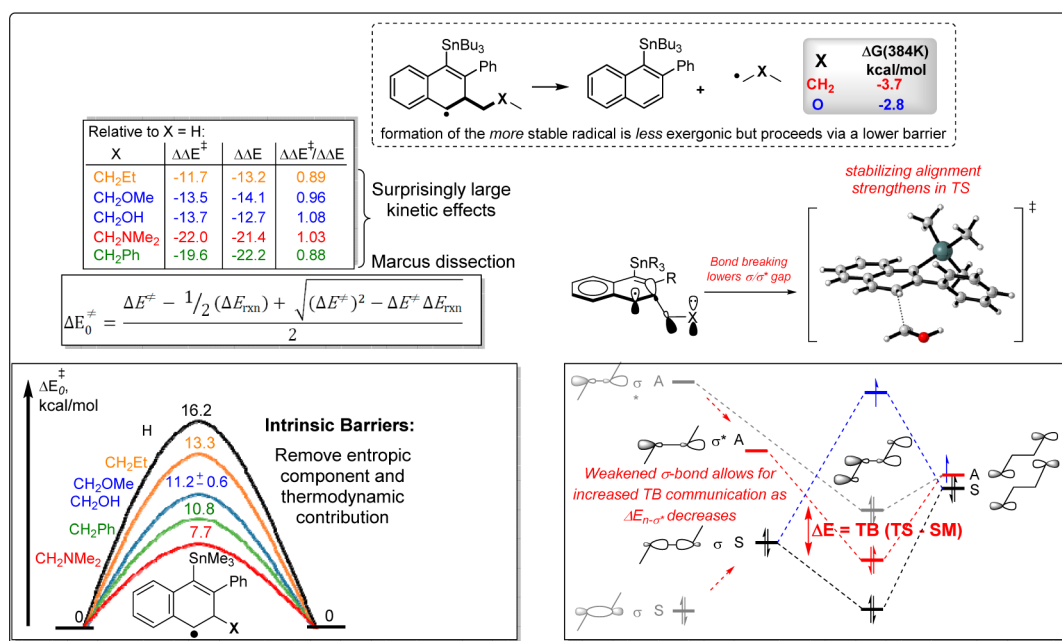 SnBu3
Ph
X
SnBu3
Ph
+
X
X
ΔG(384K)
kcal/mol
CH2 -3.7
O -2.8
formation of the more stable radical is less exergonic but proceeds via a lower barrier
Relative to X = H:
X ΔΔE‡ ΔΔE ΔΔE‡/ΔΔE
CH2Et -11.7 -13.2 0.89
CH2OMe -13.5 -14.1 0.96
CH2OH -13.7 -12.7 1.08
CH2NMe2 -22.0 -21.4 1.03
CH2Ph -19.6 -22.2 0.88
Surprisingly large
kinetic effects
Marcus dissection
ΔE0≠ = (ΔE≠ − 1/2 (ΔErxn) + √((ΔE≠)2 − ΔE≠ ΔErxn)) / 2
stabilizing alignment
strengthens in TS
‡
SnR3
R
X
Bond breaking
lowers σ/σ* gap
ΔE0‡,
kcal/mol
16.2
H
13.3
CH2Et
CH2OMe
CH2OH
11.2 ± 0.6
10.8
CH2Ph
7.7
CH2NMe2
0
0
SnMe3
Ph
X
Intrinsic Barriers:
Remove entropic
component and
thermodynamic
contribution
σ A
*
σ* A
Weakened σ-bond allows for
increased TB communication as
ΔEn-σ* decreases
σ S
σ S
A
S
ΔE = TB (TS - SM)